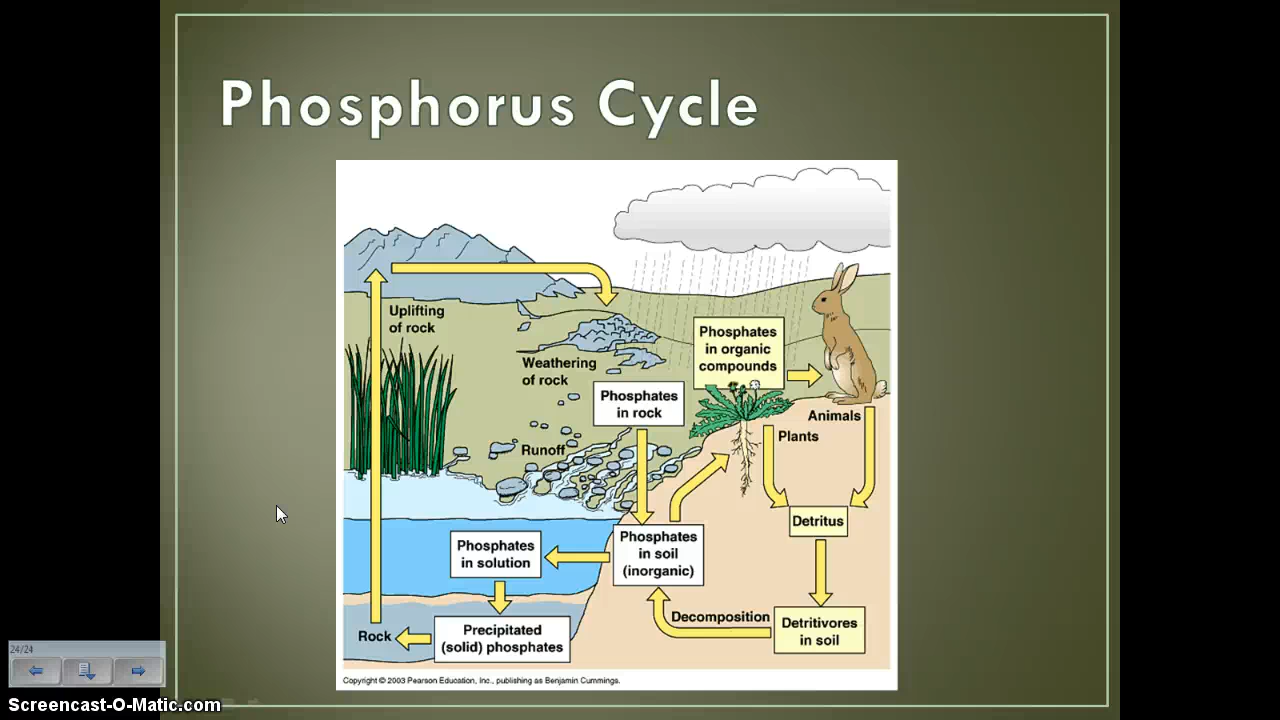 Phosphorus Cycle
Uplifting
of rock
Weathering
of rock
Phosphates
in organic
compounds
Phosphates
in rock
Animals
Plants
Runoff
Detritus
Phosphates
in soil
(inorganic)
Phosphates
in solution
Decomposition
Detritivores
in soil
Precipitated
(solid) phosphates
Rock
24/24
Copyright © 2003 Pearson Education, Inc., publishing as Benjamin Cummings.
Screencast-O-Matic.com